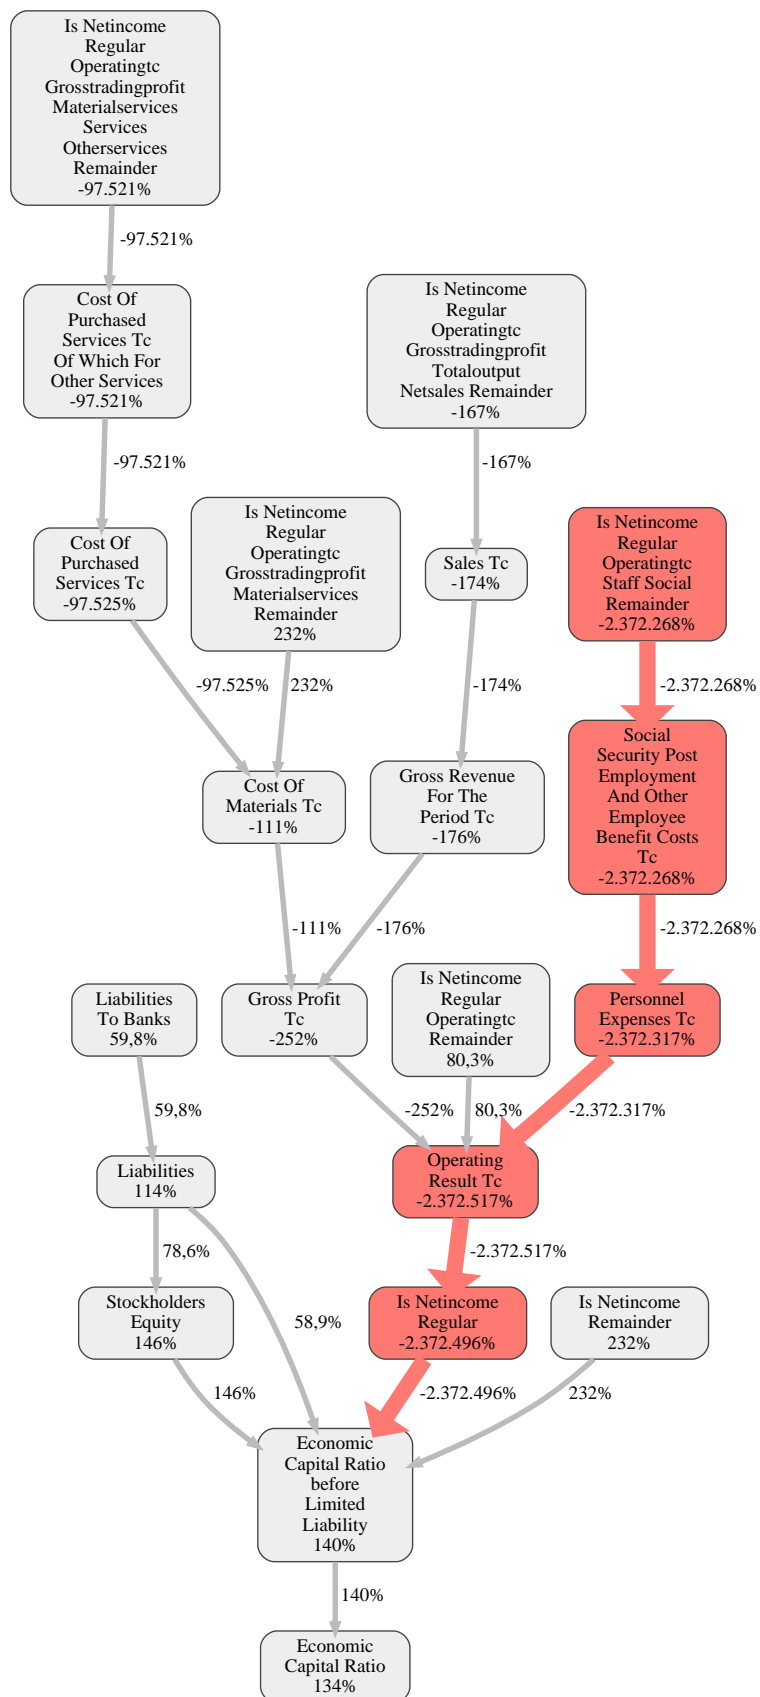 Is Netincome
Regular
Operatingtc
Grosstradingprofit
Materialservices
Services
Otherservices
Remainder
-97.521%
-97.521%
Cost Of
Purchased
Services Tc
Of Which For
Other Services
-97.521%
Is Netincome
Regular
Operatingtc
Grosstradingprofit
Totaloutput
Netsales Remainder
-167%
-97.521%
-167%
Cost Of
Purchased
Services Tc
-97.525%
Is Netincome
Regular
Operatingtc
Grosstradingprofit
Materialservices
Remainder
232%
Sales Tc
-174%
Is Netincome
Regular
Operatingtc
Staff Social
Remainder
-2.372.268%
-97.525%
232%
-174%
-2.372.268%
Cost Of
Materials Tc
-111%
Gross Revenue
For The
Period Tc
-176%
Social
Security Post
Employment
And Other
Employee
Benefit Costs
Tc
-2.372.268%
-111%
-176%
-2.372.268%
Liabilities
To Banks
59,8%
Gross Profit
Tc
-252%
Is Netincome
Regular
Operatingtc
Remainder
80,3%
Personnel
Expenses Tc
-2.372.317%
59,8%
-252%
80,3%
-2.372.317%
Liabilities
114%
Operating
Result Tc
-2.372.517%
78,6%
-2.372.517%
Stockholders
Equity
146%
58,9%
Is Netincome
Regular
-2.372.496%
Is Netincome
Remainder
232%
146%
-2.372.496%
232%
Economic
Capital Ratio
before
Limited
Liability
140%
140%
Economic
Capital Ratio
134%